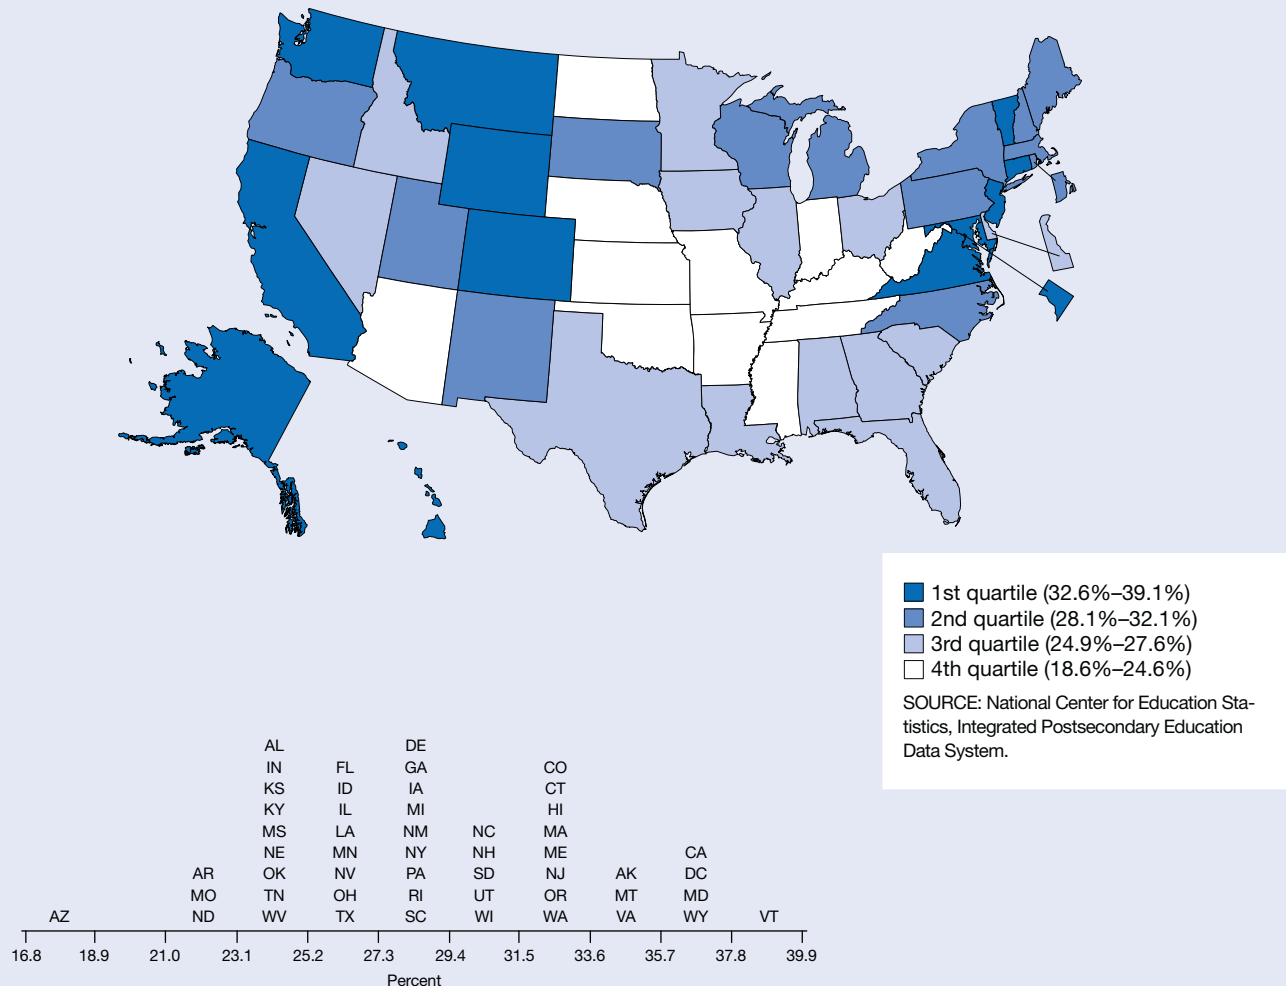 1st quartile (32.6%–39.1%)
2nd quartile (28.1%–32.1%)
3rd quartile (24.9%–27.6%)
4th quartile (18.6%–24.6%)
SOURCE: National Center for Education Sta-
tistics, Integrated Postsecondary Education
Data System.
AL DE
IN FL GA CO
KS ID IA CT
KY IL MI HI
MS LA NM NC MA
NE MN NY NH ME CA
AR OK NV PA SD NJ AK DC
MO TN OH RI UT OR MT MD
AZ ND WV TX SC WI WA VA WY VT
16.8 18.9 21.0 23.1 25.2 27.3 29.4 31.5 33.6 35.7 37.8 39.9
Percent